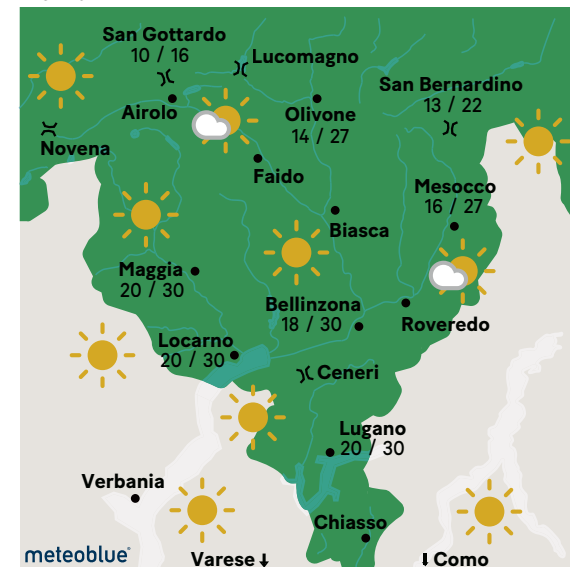 San Gottardo
10 / 16
Lucomagno
San Bernardino
13 / 22
Airolo
Olivone
14 / 27
Novena
Faido
Mesocco
16 / 27
Biasca
Maggia
20 / 30
Bellinzona
18 / 30
Roveredo
Locarno
20 / 30
Ceneri
Lugano
20 / 30
Verbania
Chiasso
meteoblue
Varese ↓
⬇ Como